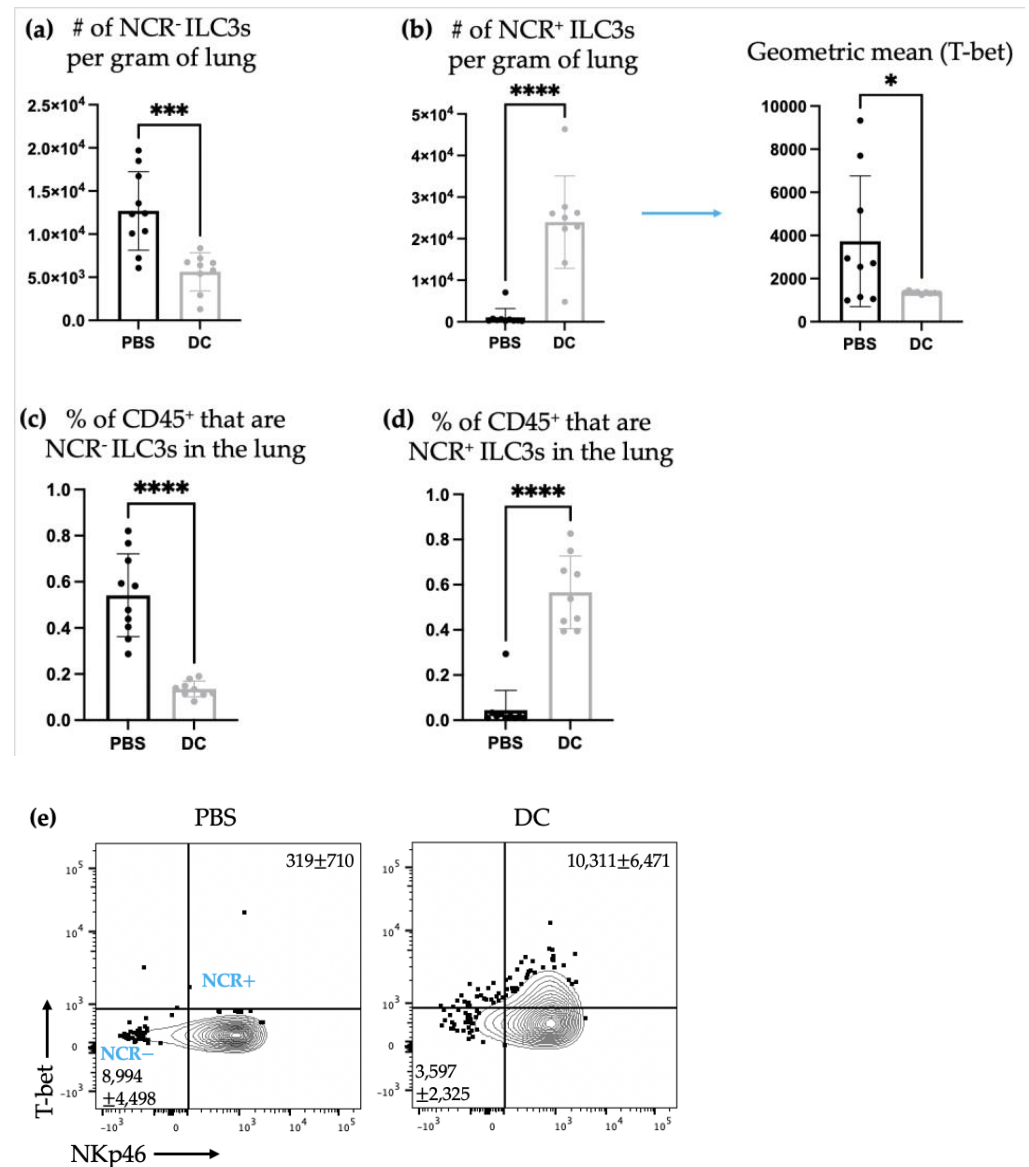 (a) # of NCR⁻ ILC3s
per gram of lung
2.5×10⁴
2.0×10⁴
1.5×10⁴
1.0×10⁴
5.0×10³
0.0
***
PBS DC
(b) # of NCR⁺ ILC3s
per gram of lung
5×10⁴
4×10⁴
3×10⁴
2×10⁴
1×10⁴
0
****
PBS DC
Geometric mean (T-bet)
10000
8000
6000
4000
2000
0
*
PBS DC
(c) % of CD45⁺ that are
NCR⁻ ILC3s in the lung
1.0
0.8
0.6
0.4
0.2
0.0
****
PBS DC
(d) % of CD45⁺ that are
NCR⁺ ILC3s in the lung
1.0
0.8
0.6
0.4
0.2
0.0
****
PBS DC
(e)
PBS
319±710
10⁵
10⁴
10³
0
-10³
NCR+
NCR−
8,994
±4,498
-10³ 0 10³ 10⁴ 10⁵
T-bet
NKp46
DC
10,311±6,471
10⁵
10⁴
10³
0
-10³
3,597
±2,325
-10³ 0 10³ 10⁴ 10⁵